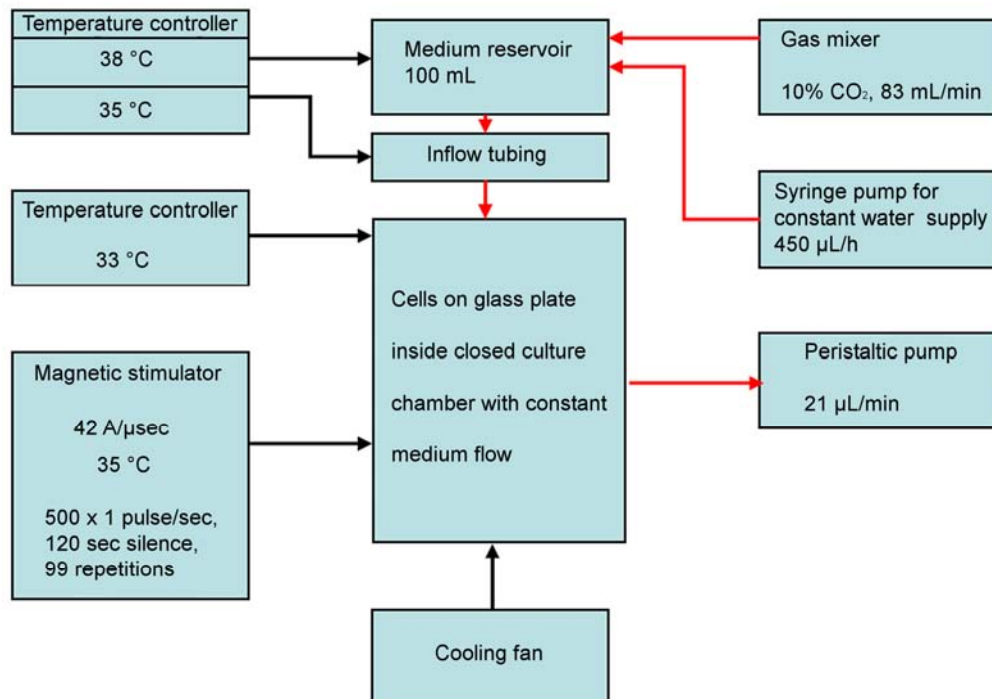 Temperature controller
38 °C
35 °C
Medium reservoir
100 mL
Gas mixer
10% CO₂, 83 mL/min
Inflow tubing
Syringe pump for
constant water supply
450 µL/h
Temperature controller
33 °C
Cells on glass plate
inside closed culture
chamber with constant
medium flow
Peristaltic pump
21 µL/min
Magnetic stimulator
42 A/µsec
35 °C
500 x 1 pulse/sec,
120 sec silence,
99 repetitions
Cooling fan